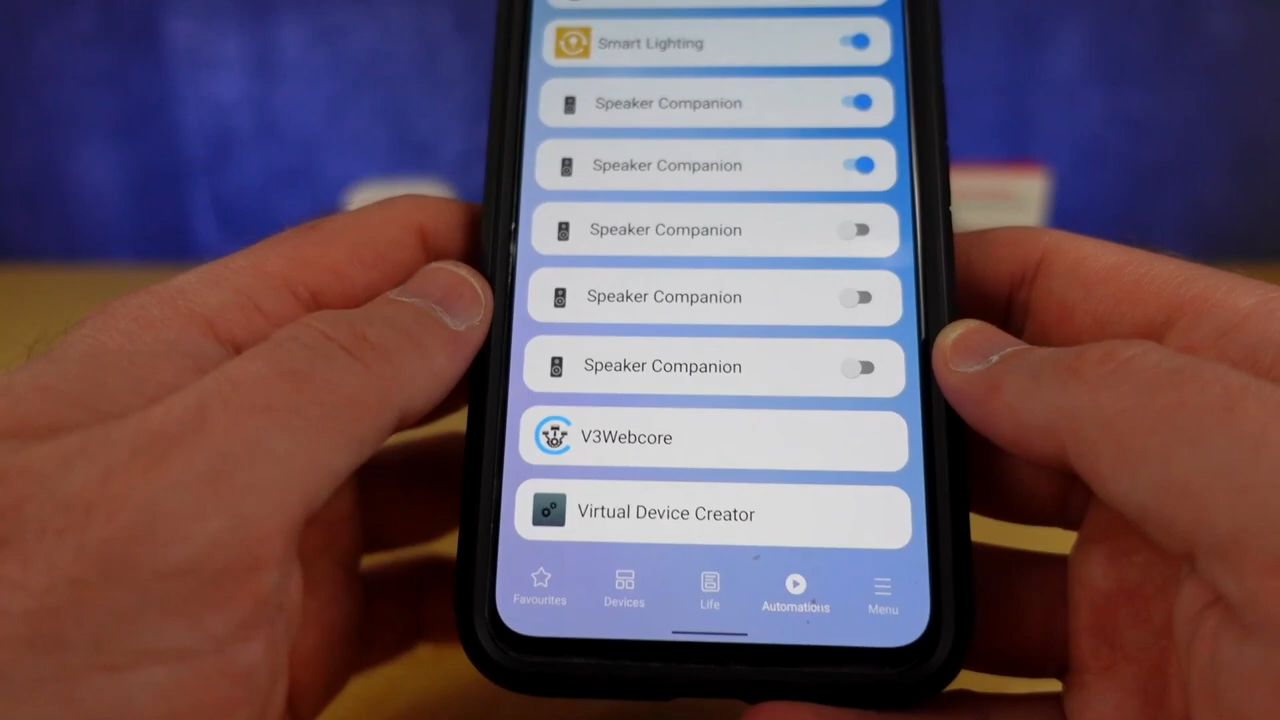 Smart Lighting
Speaker Companion
Speaker Companion
Speaker Companion
Speaker Companion
Speaker Companion
V3Webcore
Virtual Device Creator
Favourites
Devices
Life
Automations
Menu